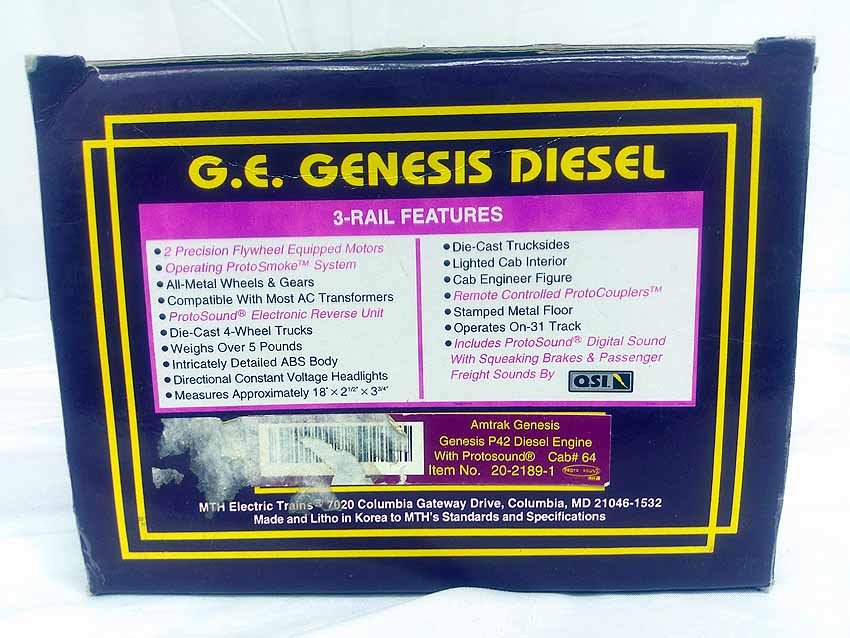 G.E. GENESIS DIESEL
3-RAIL FEATURES
• 2 Precision Flywheel Equipped Motors
• Operating ProtoSmoke™ System
• All-Metal Wheels & Gears
• Compatible With Most AC Transformers
• ProtoSound® Electronic Reverse Unit
• Die-Cast 4-Wheel Trucks
• Weighs Over 5 Pounds
• Intricately Detailed ABS Body
• Directional Constant Voltage Headlights
• Measures Approximately 18" × 2 1/2" × 3 3/4"
• Die-Cast Trucksides
• Lighted Cab Interior
• Cab Engineer Figure
• Remote Controlled ProtoCouplers™
• Stamped Metal Floor
• Operates On-31 Track
• Includes ProtoSound® Digital Sound
With Squeaking Brakes & Passenger
Freight Sounds By QSI
Amtrak Genesis
Genesis P42 Diesel Engine
With Protosound® Cab# 64
Item No. 20-2189-1
MTH Electric Trains® 7020 Columbia Gateway Drive, Columbia, MD 21046-1532
Made and Litho in Korea to MTH's Standards and Specifications